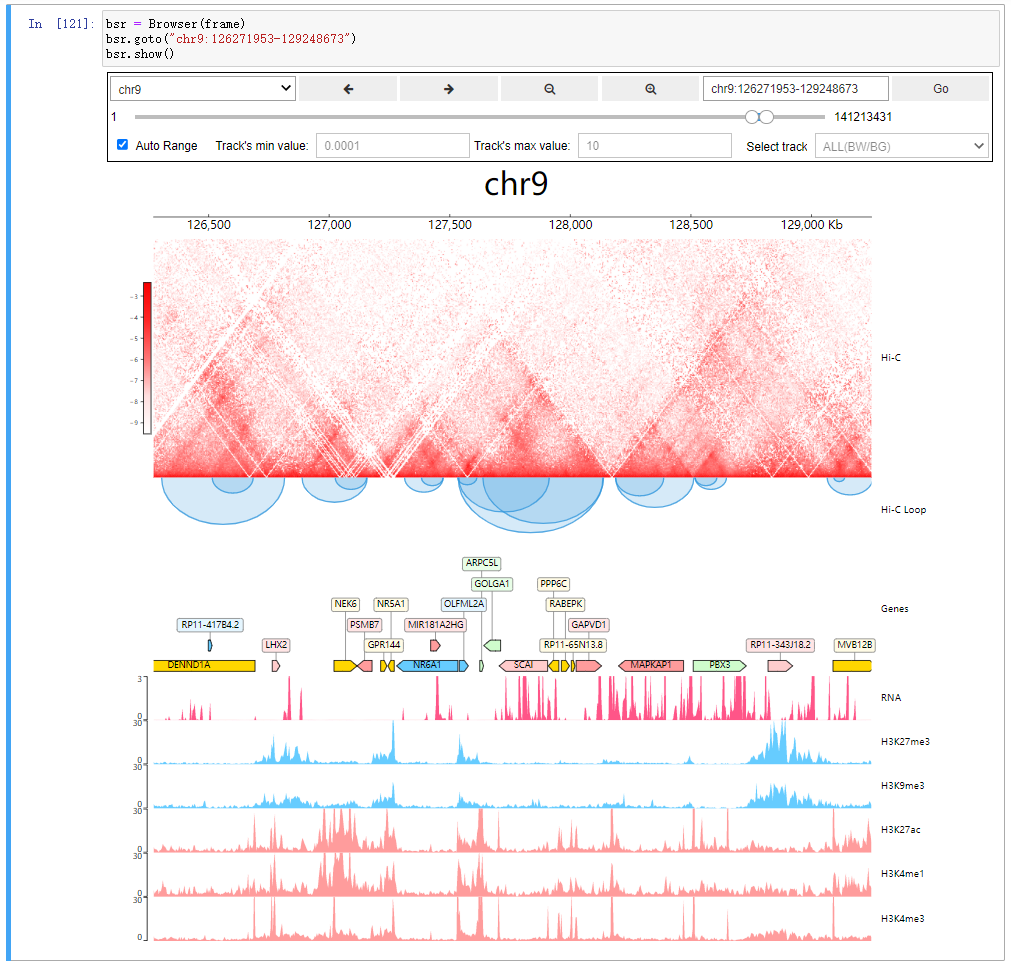 In [121]: bsr = Browser(frame)
bsr.goto("chr9:126271953-129248673")
bsr.show()
chr9 chr9:126271953-129248673 Go
1 141213431
Auto Range Track's min value: 0.0001 Track's max value: 10 Select track ALL(BW/BG)
chr9
126,500 127,000 127,500 128,000 128,500 129,000 Kb
-3
-4
-5
-6
-7
-8
-9
Hi-C
Hi-C Loop
ARPC5L
GOLGA1 PPP6C
NEK6 NR5A1 OLFML2A RABEPK
Genes
RP11-417B4.2 PSMB7 MIR181A2HG GAPVD1
LHX2 GPR144 RP11-65N13.8 RP11-343J18.2 MVB12B
DENND1A NR6A1 SCAI MAPKAP1 PBX3
3
RNA
0
30
H3K27me3
0
30
H3K9me3
0
30
H3K27ac
0
30
H3K4me1
0
30
H3K4me3
0